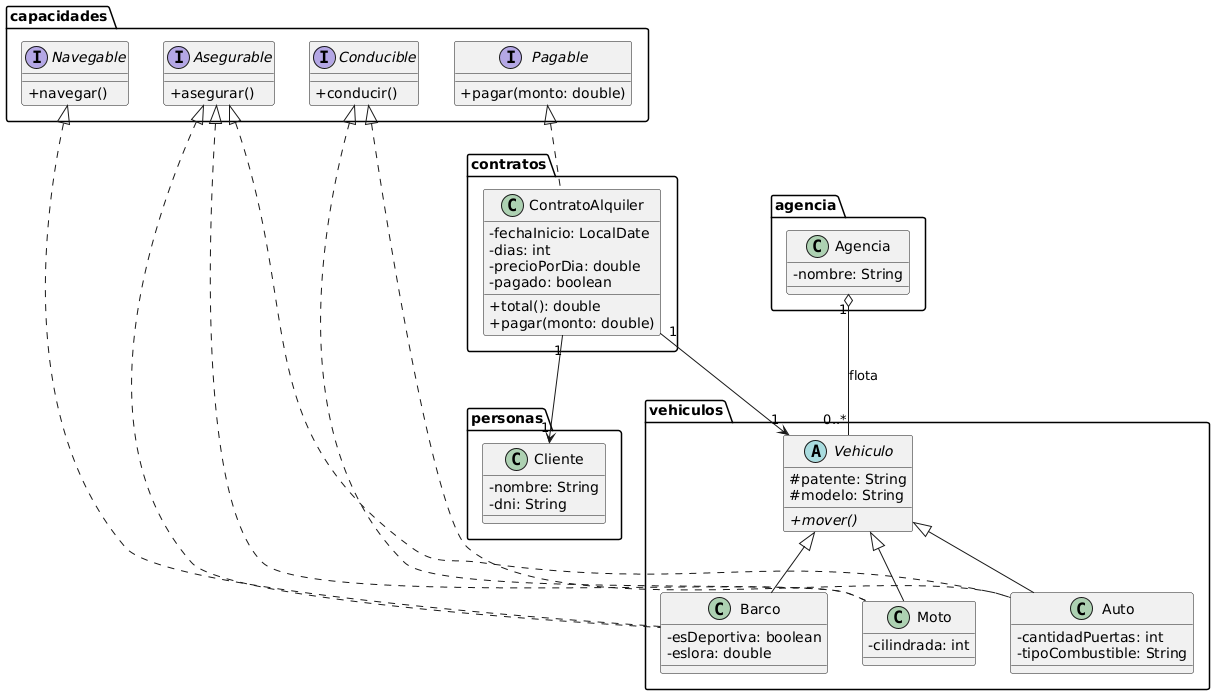 capacidades
I Navegable
+navegar()
I Asegurable
+asegurar()
I Conducible
+conducir()
I Pagable
+pagar(monto: double)
contratos
C ContratoAlquiler
-fechaInicio: LocalDate
-dias: int
-precioPorDia: double
-pagado: boolean
+total(): double
+pagar(monto: double)
agencia
C Agencia
-nombre: String
1
1
1
flota
1
1
0..*
personas
C Cliente
-nombre: String
-dni: String
vehiculos
A Vehiculo
#patente: String
#modelo: String
+mover()
C Barco
-esDeportiva: boolean
-eslora: double
C Moto
-cilindrada: int
C Auto
-cantidadPuertas: int
-tipoCombustible: String